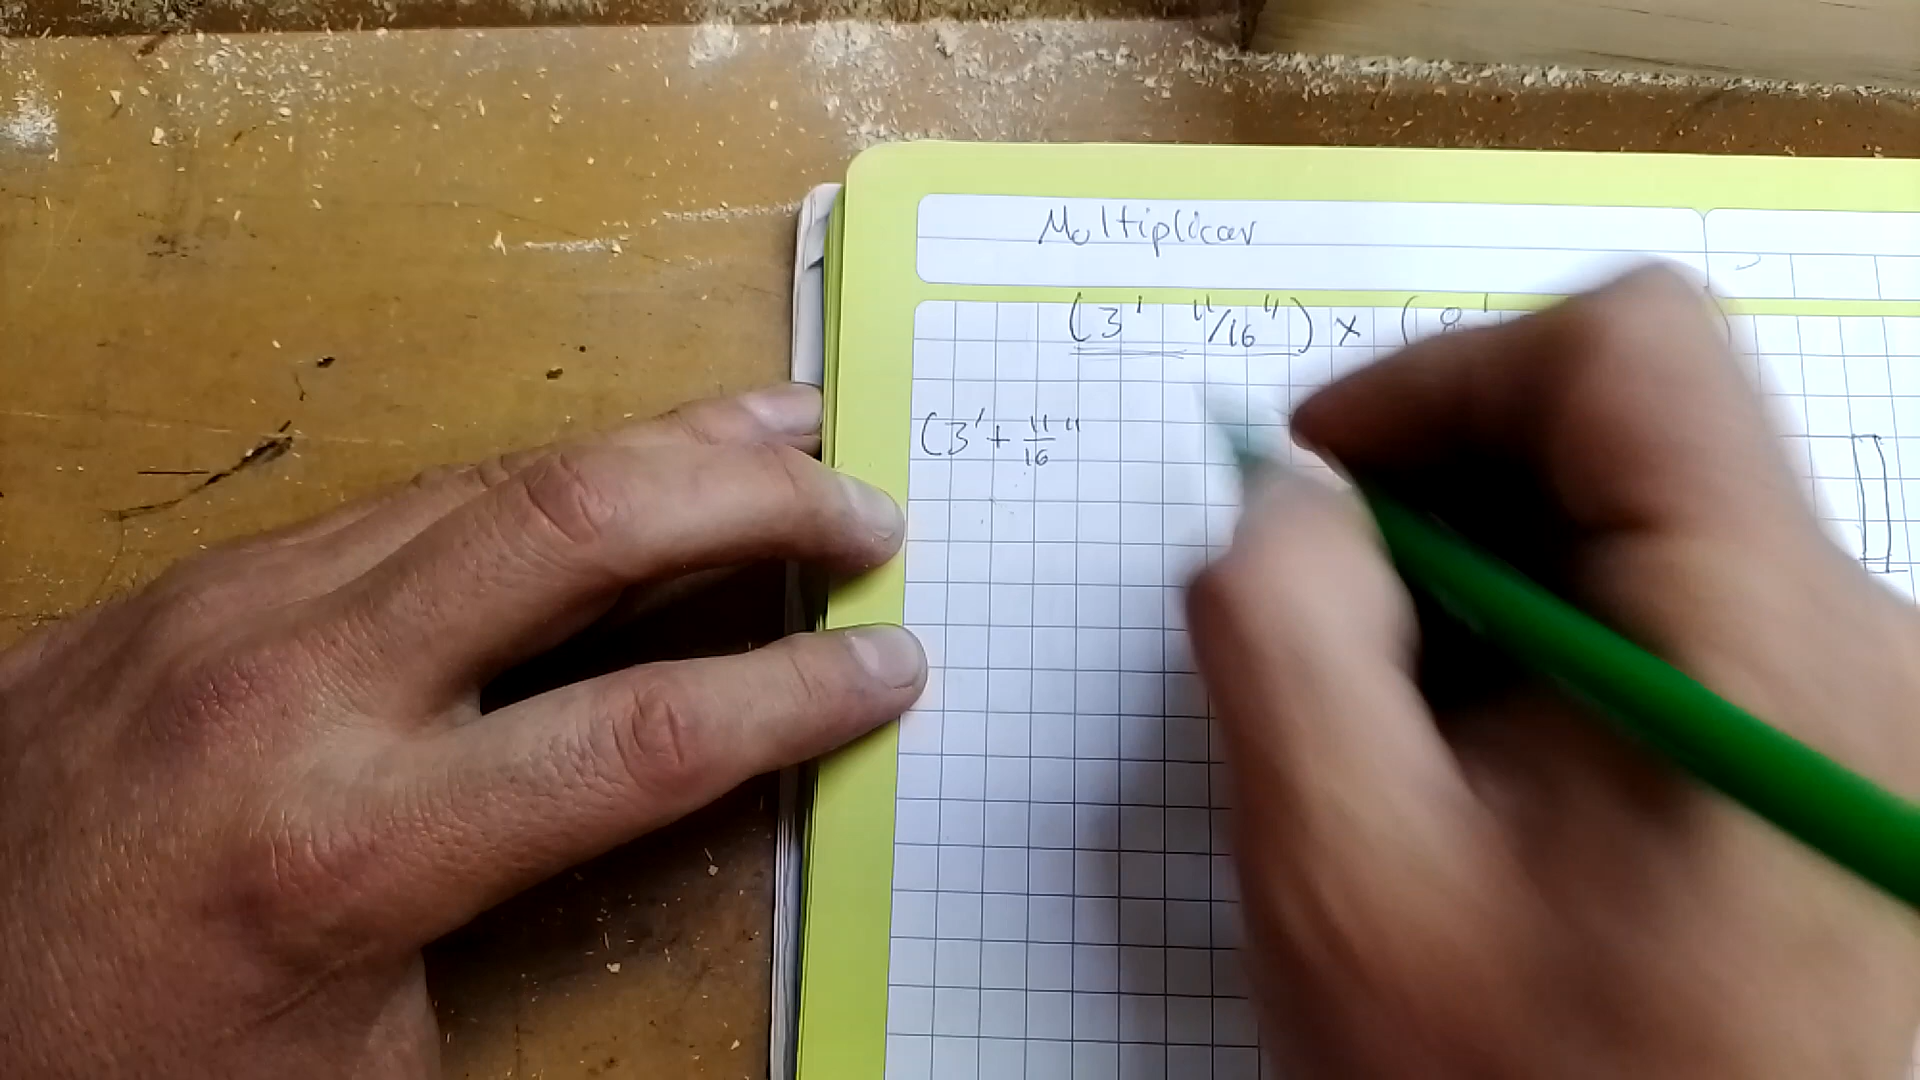 Multiplicar
(3' 11/16") x (8'
(3' + 11/16"